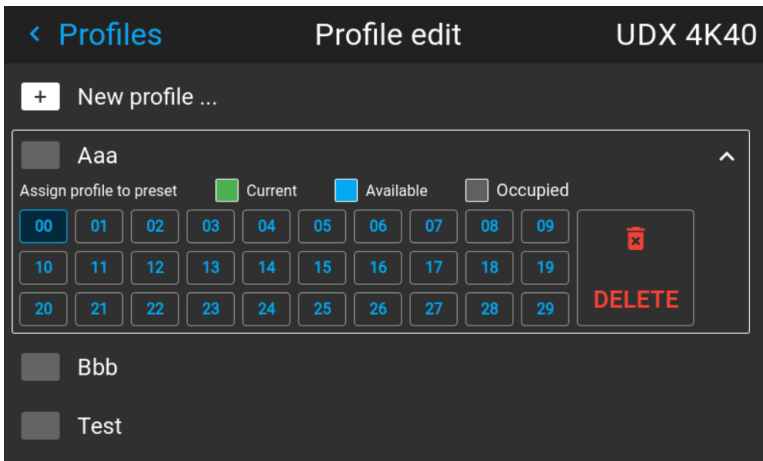 < Profiles Profile edit UDX 4K40
+ New profile ...
Aaa
Assign profile to preset Current Available Occupied
00 01 02 03 04 05 06 07 08 09
10 11 12 13 14 15 16 17 18 19
20 21 22 23 24 25 26 27 28 29
DELETE
Bbb
Test